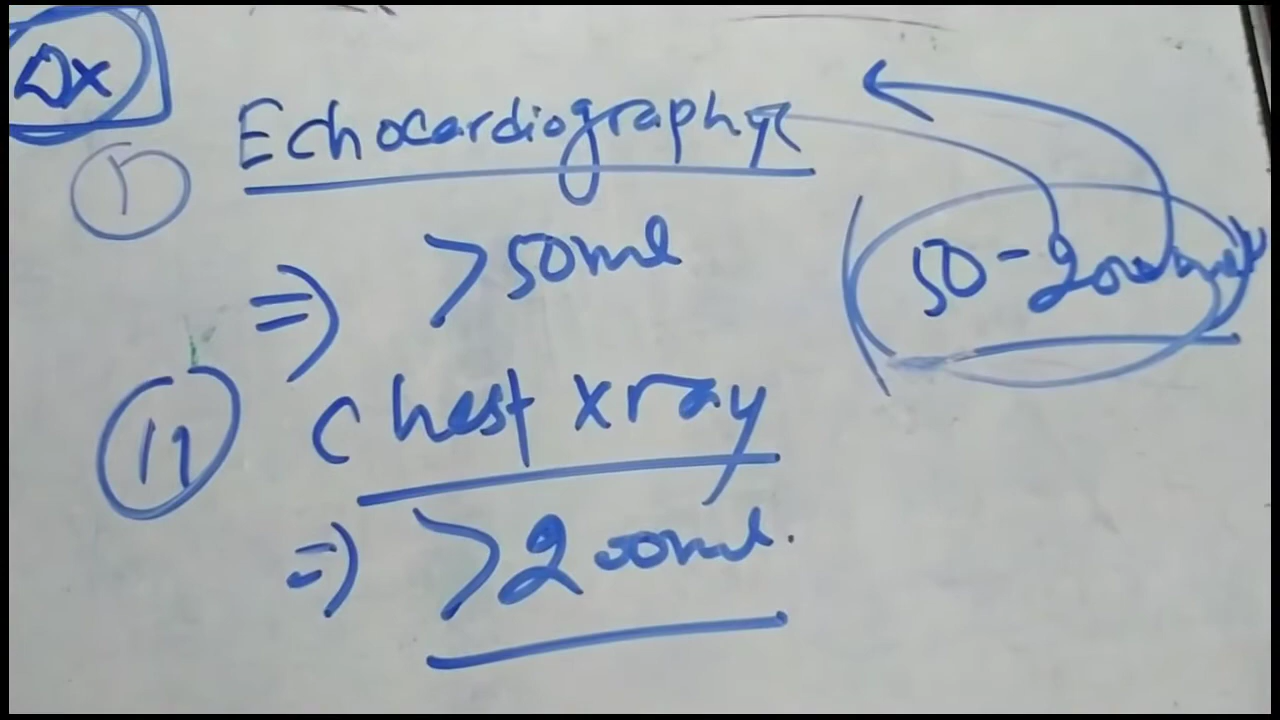 Dx
I Echocardiography
⇒ >50ml
50-200ml
II Chest xray
⇒ >200ml.